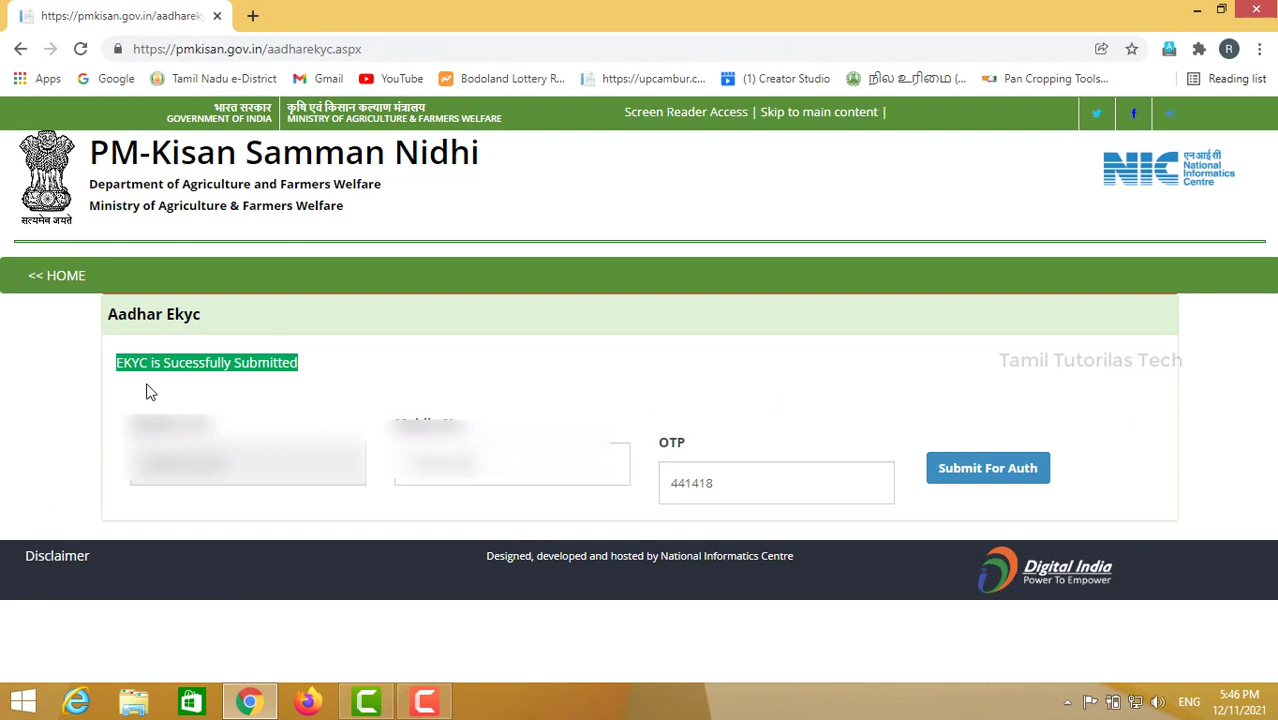 https://pmkisan.gov.in/aadharek
https://pmkisan.gov.in/aadharekyc.aspx
R
Apps
Google
Tamil Nadu e-District
Gmail
YouTube
Bodoland Lottery R...
https://upcambur.c...
(1) Creator Studio
நில உரிமை (...
Pan Cropping Tools...
Reading list
भारत सरकार
GOVERNMENT OF INDIA
कृषि एवं किसान कल्याण मंत्रालय
MINISTRY OF AGRICULTURE & FARMERS WELFARE
Screen Reader Access | Skip to main content |
सत्यमेव जयते
PM-Kisan Samman Nidhi
Department of Agriculture and Farmers Welfare
Ministry of Agriculture & Farmers Welfare
NIC
एनआईसी
National
Informatics
Centre
<< HOME
Aadhar Ekyc
EKYC is Sucessfully Submitted
Tamil Tutorilas Tech
OTP
441418
Submit For Auth
Disclaimer
Designed, developed and hosted by National Informatics Centre
Digital India
Power To Empower
ENG
5:46 PM
12/11/2021